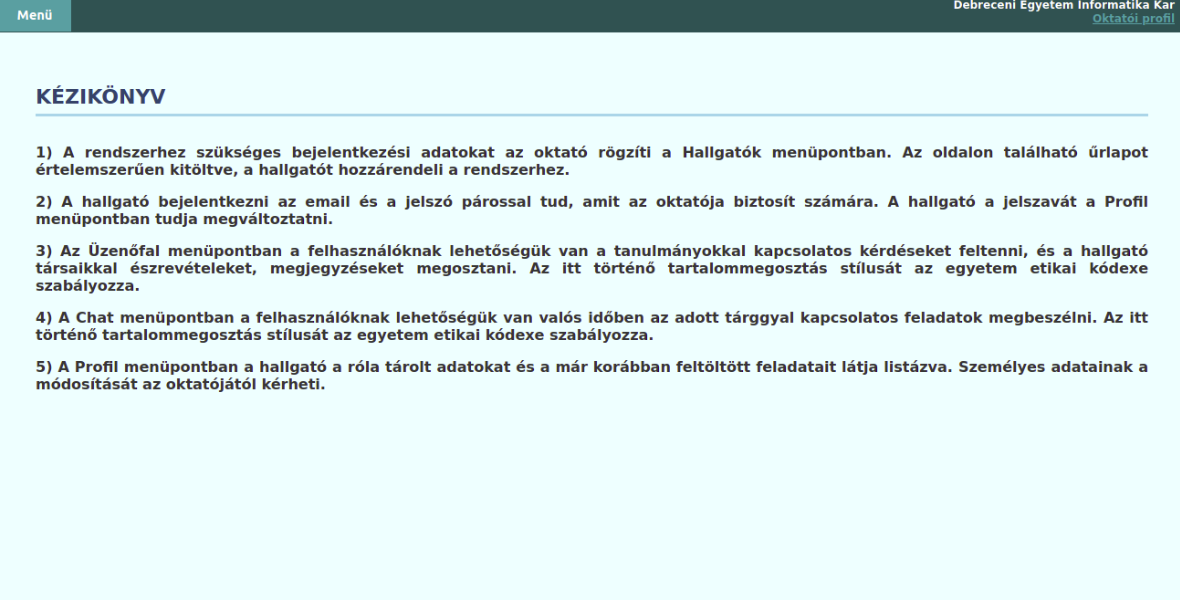 Menü
Debreceni Egyetem Informatika Kar
Oktatói profil
KÉZIKÖNYV
1) A rendszerhez szükséges bejelentkezési adatokat az oktató rögzíti a Hallgatók menüpontban. Az oldalon található űrlapot
értelemszerűen kitöltve, a hallgatót hozzárendeli a rendszerhez.
2) A hallgató bejelentkezni az email és a jelszó párossal tud, amit az oktatója biztosít számára. A hallgató a jelszavát a Profil
menüpontban tudja megváltoztatni.
3) Az Üzenőfal menüpontban a felhasználóknak lehetőségük van a tanulmányokkal kapcsolatos kérdéseket feltenni, és a hallgató
társaikkal észrevételeket, megjegyzéseket megosztani. Az itt történő tartalommegosztás stílusát az egyetem etikai kódexe
szabályozza.
4) A Chat menüpontban a felhasználóknak lehetőségük van valós időben az adott tárggyal kapcsolatos feladatok megbeszélni. Az itt
történő tartalommegosztás stílusát az egyetem etikai kódexe szabályozza.
5) A Profil menüpontban a hallgató a róla tárolt adatokat és a már korábban feltöltött feladatait látja listázva. Személyes adatainak a
módosítását az oktatójától kérheti.